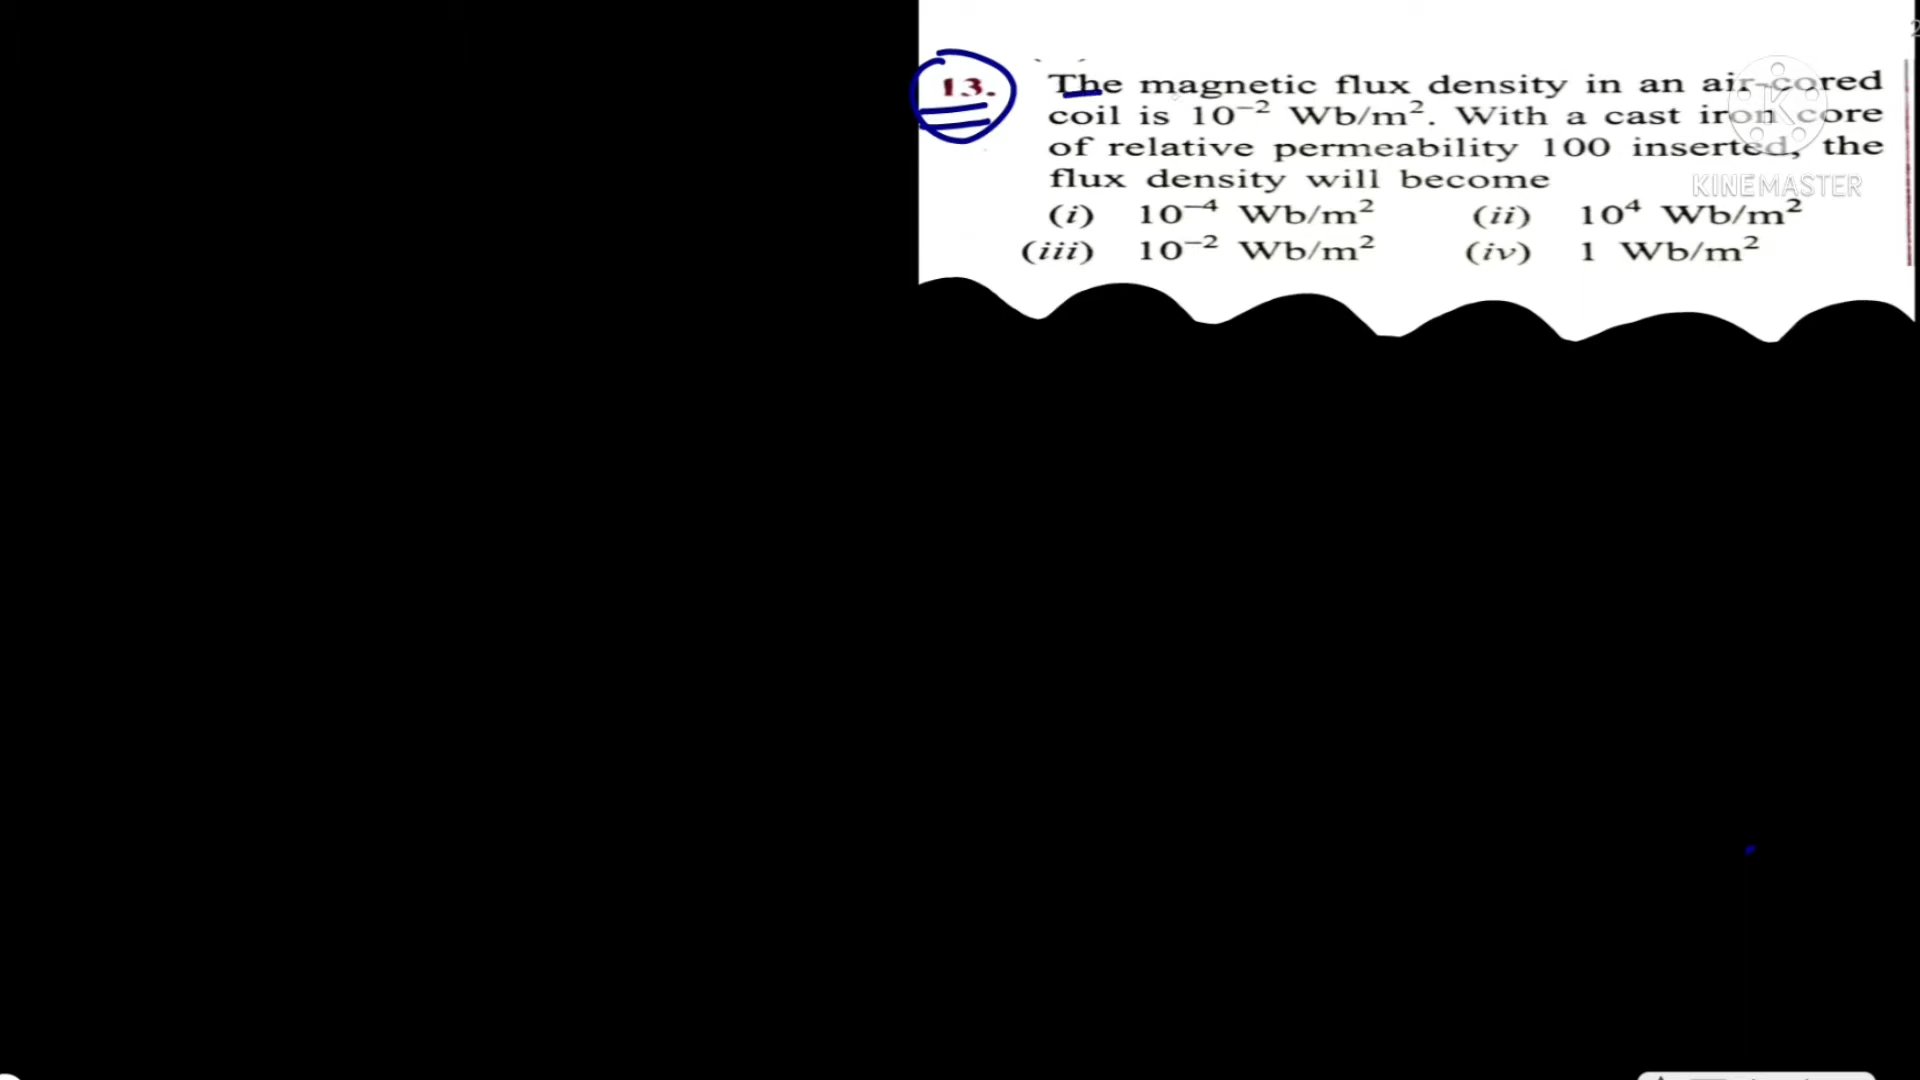 13. The magnetic flux density in an air-cored
coil is 10⁻² Wb/m². With a cast iron core
of relative permeability 100 inserted, the
flux density will become
KINEMASTER
(i) 10⁻⁴ Wb/m² (ii) 10⁴ Wb/m²
(iii) 10⁻² Wb/m² (iv) 1 Wb/m²